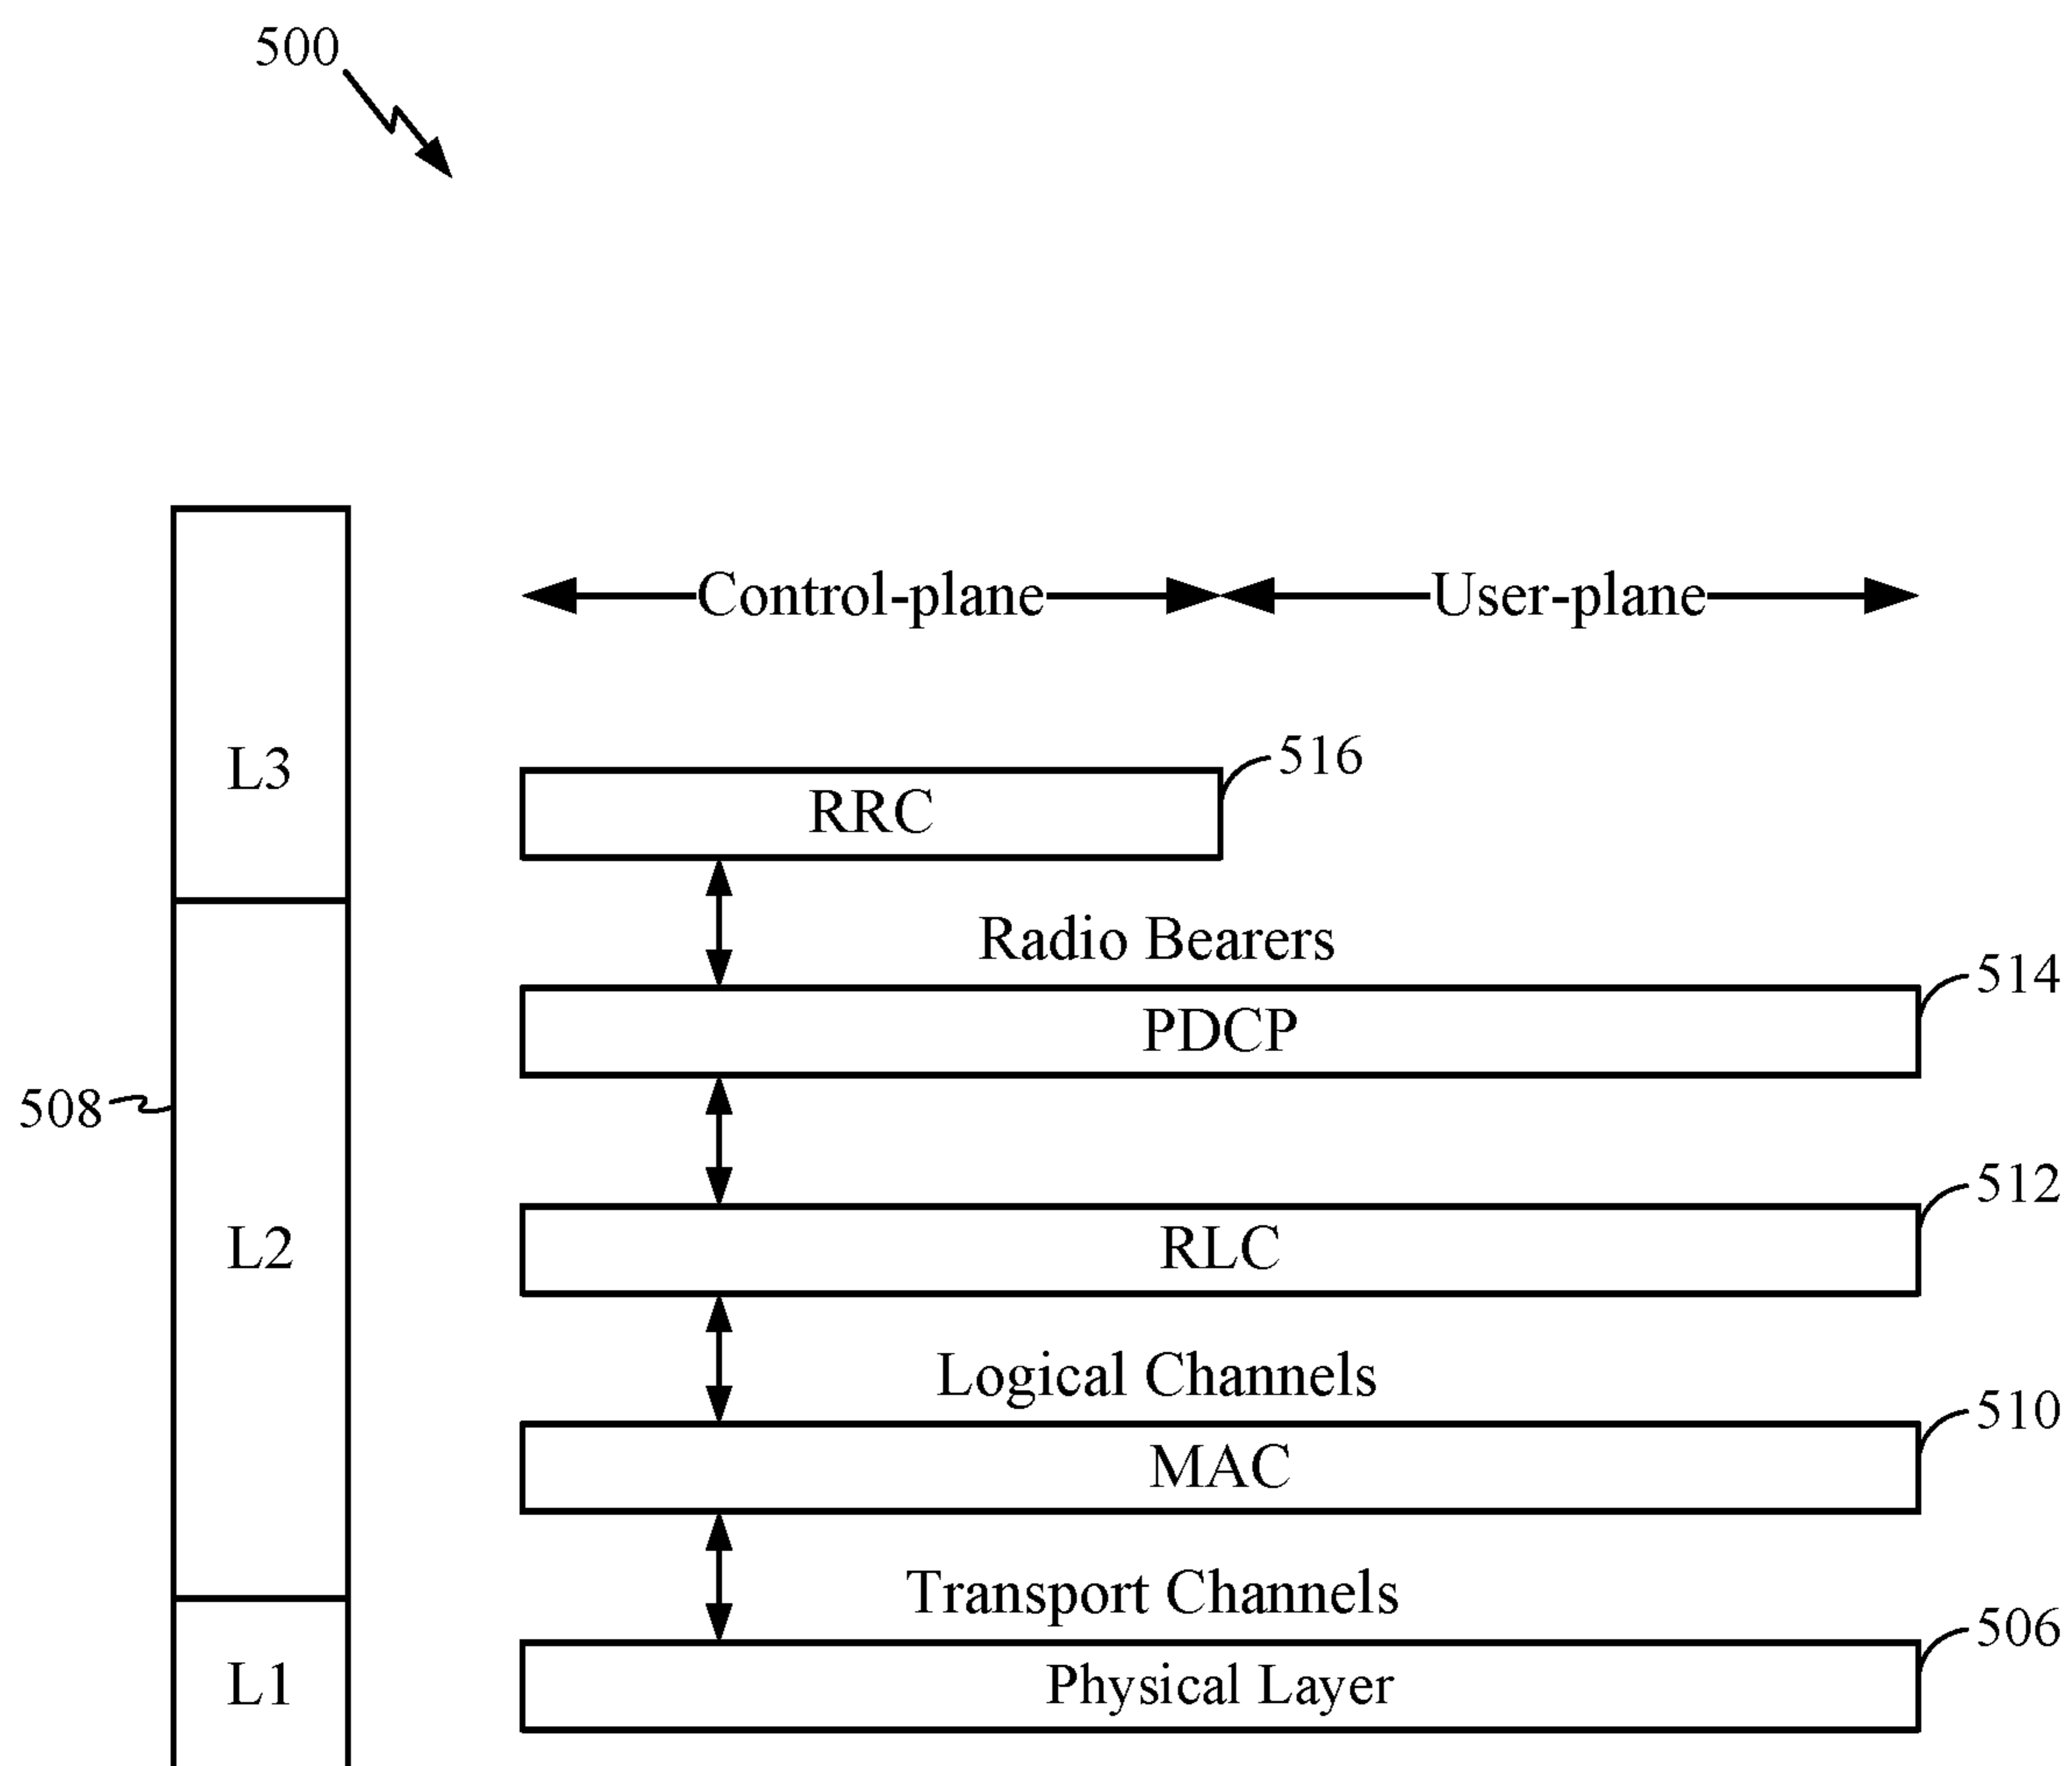 500
Control-plane
User-plane
L3
516
RRC
Radio Bearers
514
PDCP
508
512
L2
RLC
Logical Channels
510
MAC
Transport Channels
506
L1
Physical Layer